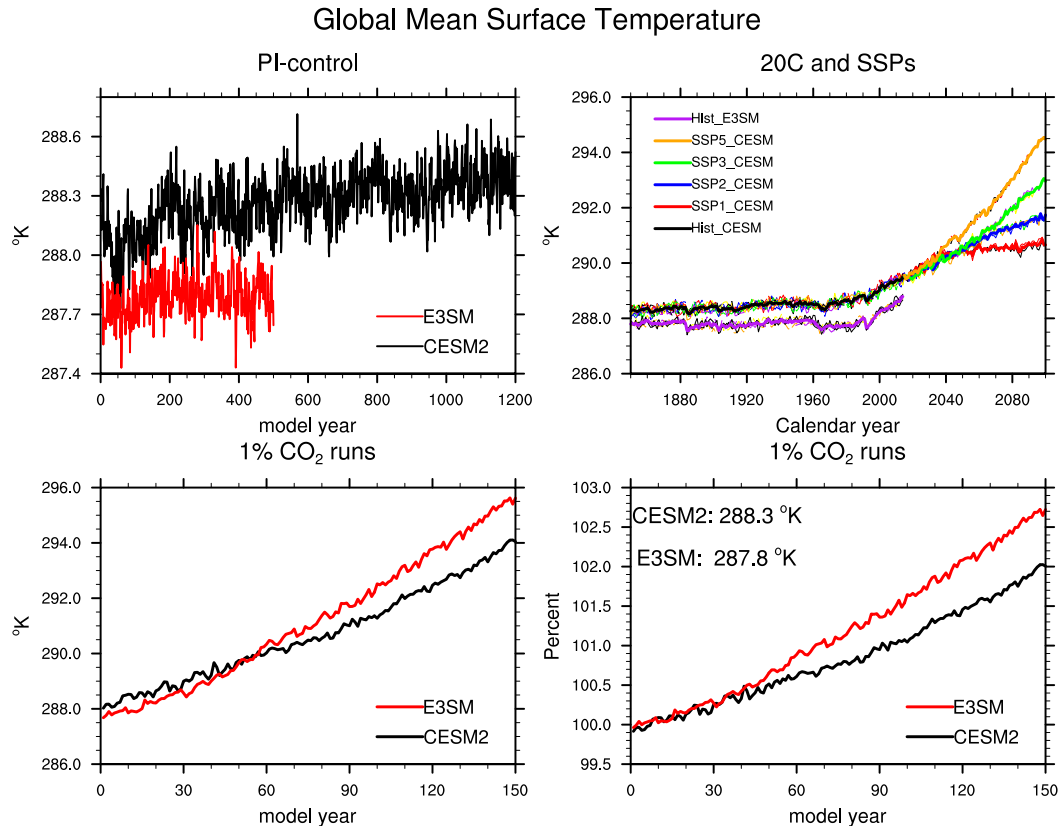 Global Mean Surface Temperature
PI-control
288.6
288.3
288.0
287.7
287.4
°K
E3SM
CESM2
0 200 400 600 800 1000 1200
model year
20C and SSPs
296.0
294.0
292.0
290.0
288.0
286.0
°K
HIst_E3SM
SSP5_CESM
SSP3_CESM
SSP2_CESM
SSP1_CESM
Hist_CESM
1880 1920 1960 2000 2040 2080
Calendar year
1% CO₂ runs
296.0
294.0
292.0
290.0
288.0
286.0
°K
E3SM
CESM2
0 30 60 90 120 150
model year
1% CO₂ runs
103.0
102.5
102.0
101.5
101.0
100.5
100.0
99.5
Percent
CESM2: 288.3 °K
E3SM: 287.8 °K
E3SM
CESM2
0 30 60 90 120 150
model year